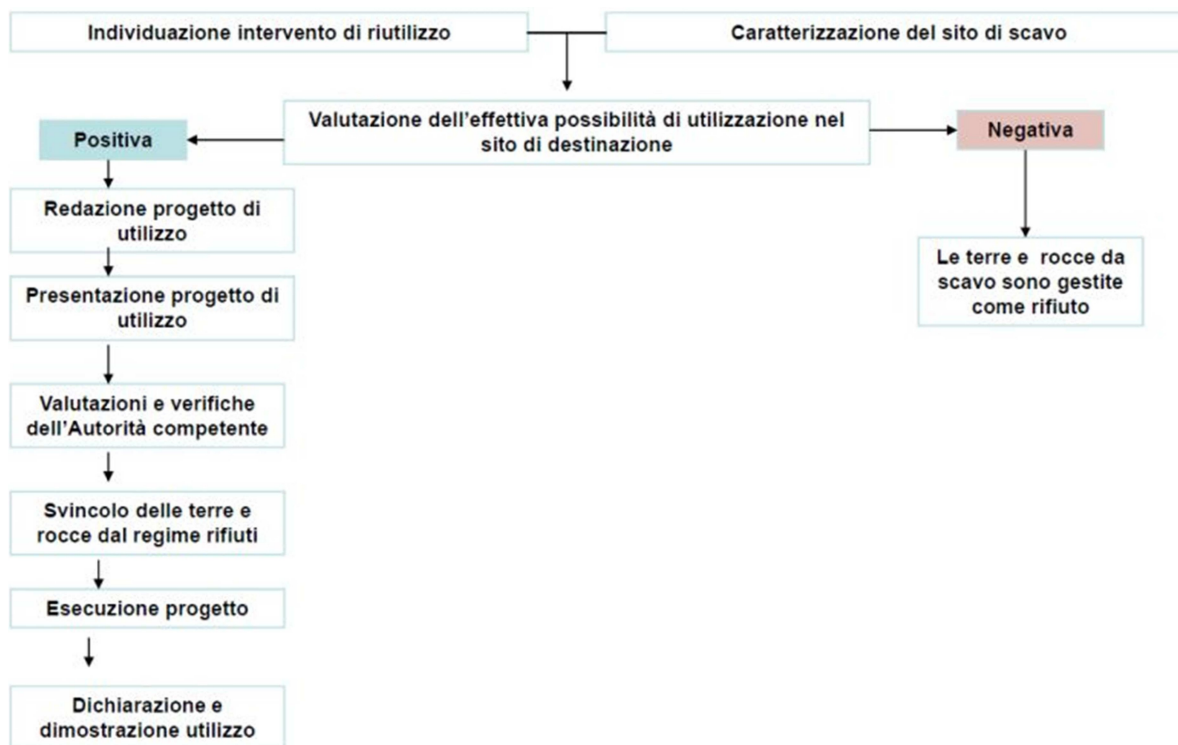 Individuazione intervento di riutilizzo
Caratterizzazione del sito di scavo
Valutazione dell'effettiva possibilità di utilizzazione nel
sito di destinazione
Positiva
Negativa
Redazione progetto di
utilizzo
Presentazione progetto di
utilizzo
Le terre e rocce da
scavo sono gestite
come rifiuto
Valutazioni e verifiche
dell'Autorità competente
Svincolo delle terre e
rocce dal regime rifiuti
Esecuzione progetto
Dichiarazione e
dimostrazione utilizzo